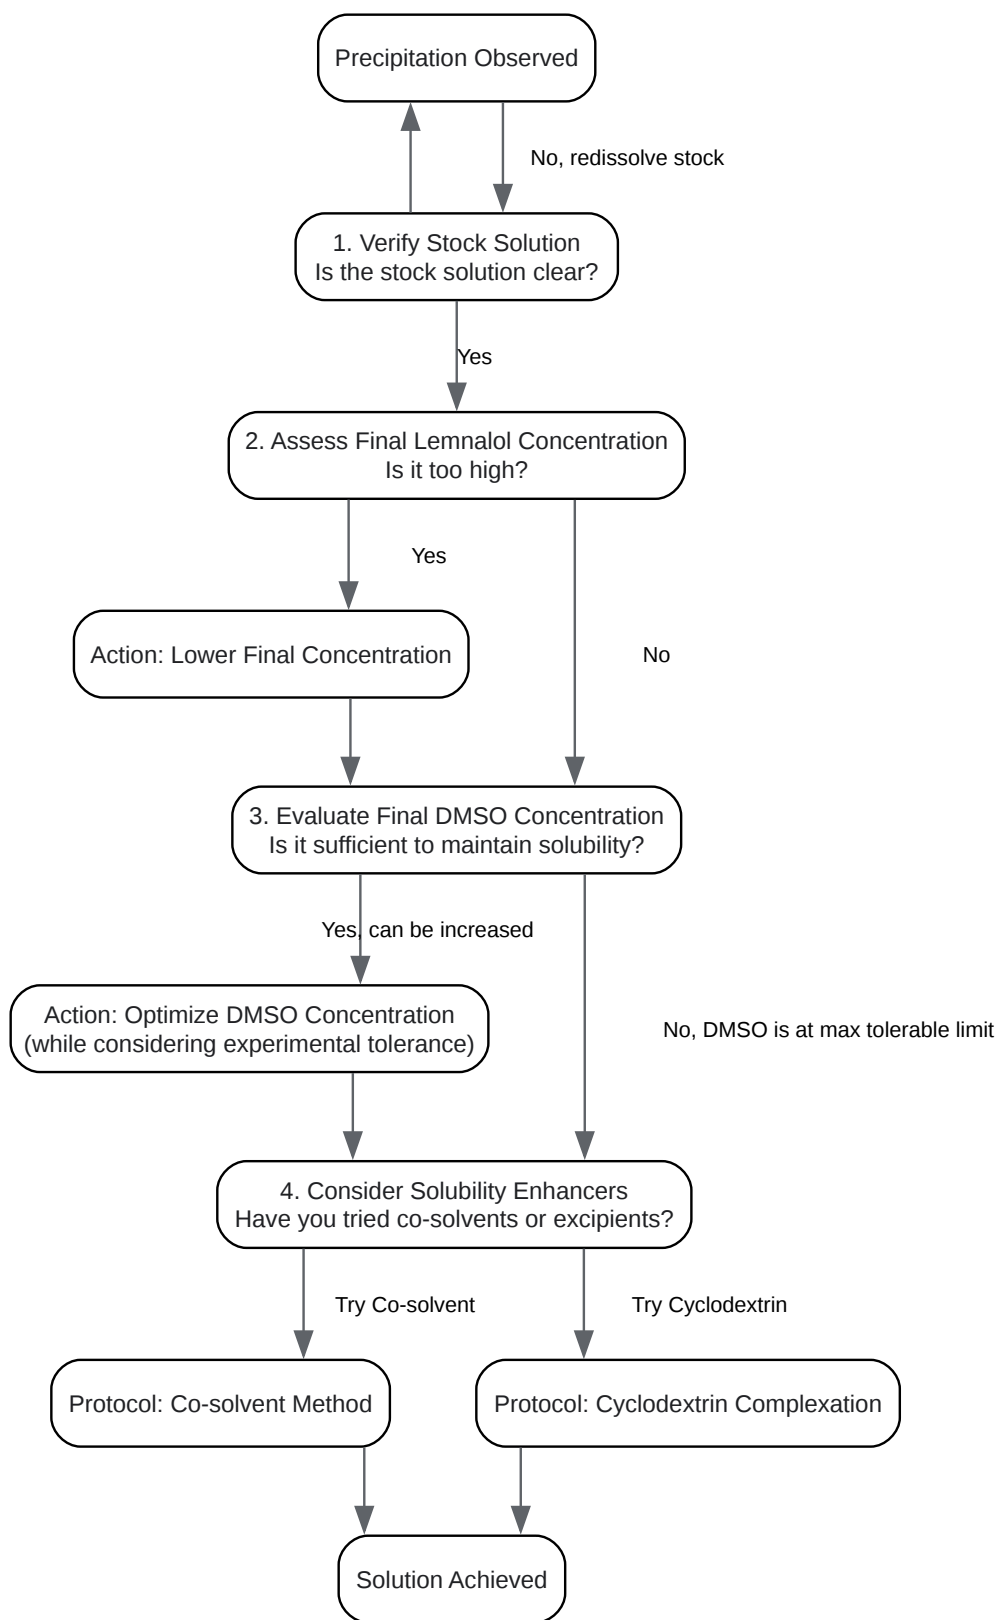 Precipitation Observed
No, redissolve stock
1. Verify Stock Solution
Is the stock solution clear?
Yes
2. Assess Final Lemnalol Concentration
Is it too high?
Yes
Action: Lower Final Concentration
No
3. Evaluate Final DMSO Concentration
Is it sufficient to maintain solubility?
Yes, can be increased
Action: Optimize DMSO Concentration
(while considering experimental tolerance)
No, DMSO is at max tolerable limit
4. Consider Solubility Enhancers
Have you tried co-solvents or excipients?
Try Co-solvent
Try Cyclodextrin
Protocol: Co-solvent Method
Protocol: Cyclodextrin Complexation
Solution Achieved